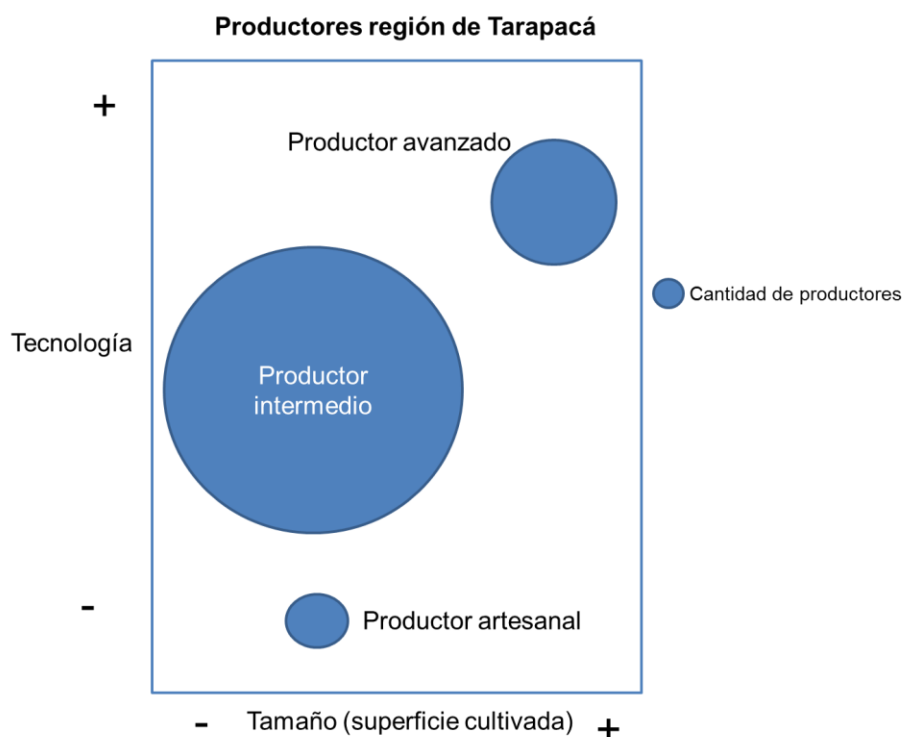 Productores región de Tarapacá
+
Productor avanzado
Cantidad de productores
Tecnología
Productor
intermedio
-
Productor artesanal
- Tamaño (superficie cultivada) +